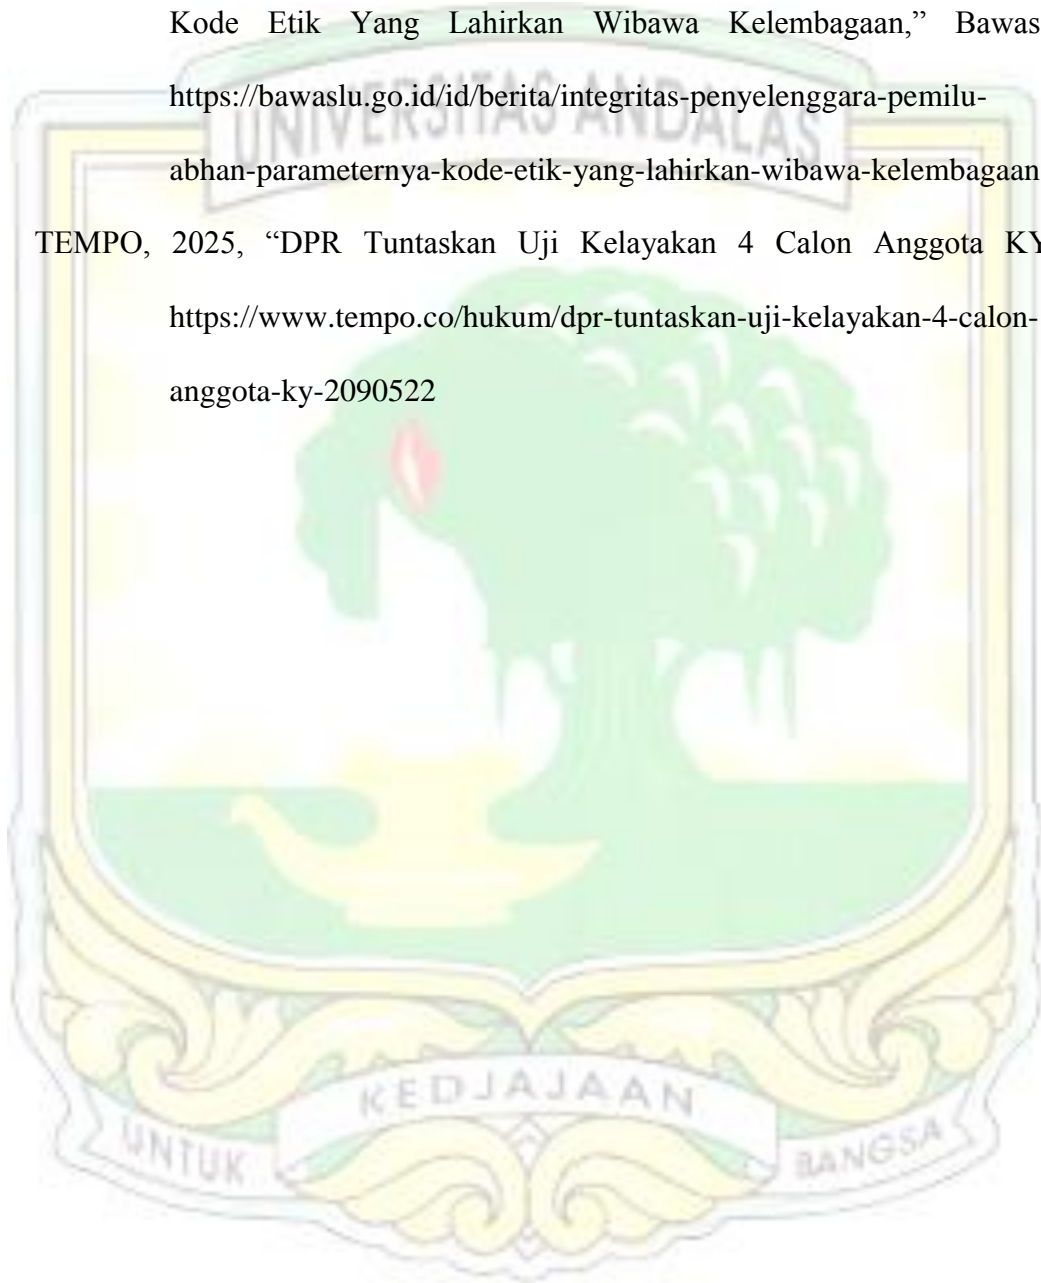 Kode Etik Yang Lahirkan Wibawa Kelembagaan,” Bawas
https://bawaslu.go.id/id/berita/integritas-penyelenggara-pemilu-
UNIVERSITAS ANDALAS
abhan-parameternya-kode-etik-yang-lahirkan-wibawa-kelembagaan
TEMPO, 2025, “DPR Tuntaskan Uji Kelayakan 4 Calon Anggota KY
https://www.tempo.co/hukum/dpr-tuntaskan-uji-kelayakan-4-calon-
anggota-ky-2090522
UNTUK KEDJAJAAN BANGSA